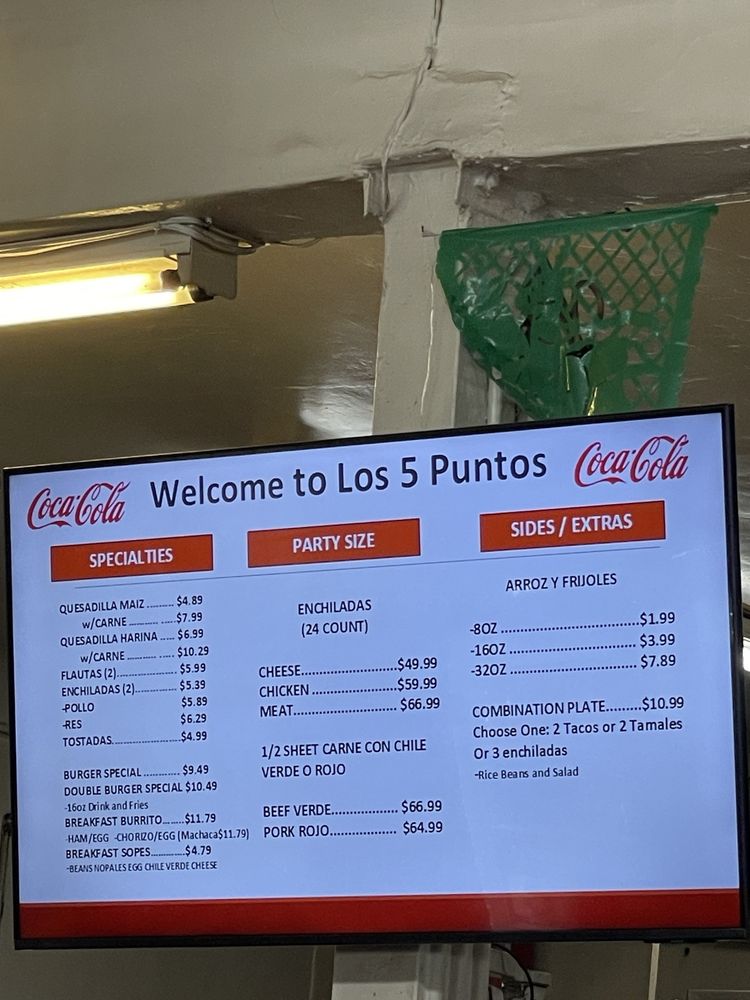 Coca-Cola
Welcome to Los 5 Puntos
Coca-Cola
SPECIALTIES
QUESADILLA MAIZ .......... $4.89
w/CARNE ................ $7.99
QUESADILLA HARINA ..... $6.99
w/CARNE ................ $10.29
FLAUTAS (2)..................... $5.99
ENCHILADAS (2)............... $5.39
-POLLO $5.89
-RES $6.29
TOSTADAS.......................$4.99
BURGER SPECIAL ............. $9.49
DOUBLE BURGER SPECIAL $10.49
-16oz Drink and Fries
BREAKFAST BURRITO.......$11.79
-HAM/EGG -CHORIZO/EGG (Machaca$11.79)
BREAKFAST SOPES........$4.79
-BEANS NOPALES EGG CHILE VERDE CHEESE
PARTY SIZE
ENCHILADAS
(24 COUNT)
CHEESE..........................$49.99
CHICKEN .......................$59.99
MEAT............................ $66.99
1/2 SHEET CARNE CON CHILE
VERDE O ROJO
BEEF VERDE.................. $66.99
PORK ROJO.................. $64.99
SIDES / EXTRAS
ARROZ Y FRIJOLES
-8OZ .....................................$1.99
-16OZ ................................... $3.99
-32OZ ................................... $7.89
COMBINATION PLATE.........$10.99
Choose One: 2 Tacos or 2 Tamales
Or 3 enchiladas
-Rice Beans and Salad